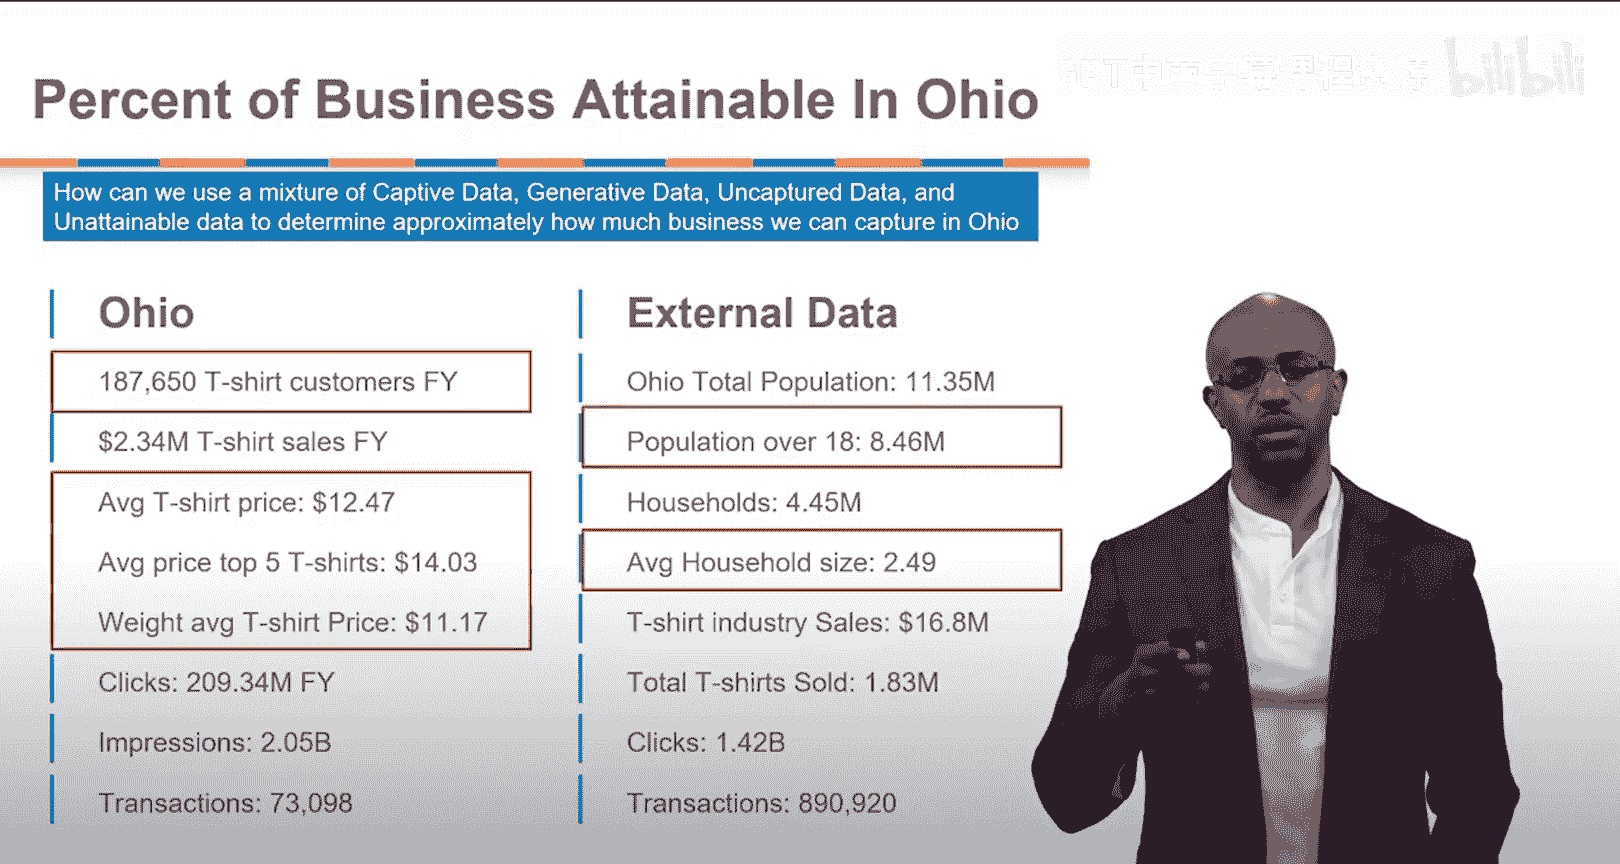 Percent of Business Attainable In Ohio
bilibili
How can we use a mixture of Captive Data, Generative Data, Uncaptured Data, and
Unattainable data to determine approximately how much business we can capture in Ohio
Ohio
187,650 T-shirt customers FY
$2.34M T-shirt sales FY
Avg T-shirt price: $12.47
Avg price top 5 T-shirts: $14.03
Weight avg T-shirt Price: $11.17
Clicks: 209.34M FY
Impressions: 2.05B
Transactions: 73,098
External Data
Ohio Total Population: 11.35M
Population over 18: 8.46M
Households: 4.45M
Avg Household size: 2.49
T-shirt industry Sales: $16.8M
Total T-shirts Sold: 1.83M
Clicks: 1.42B
Transactions: 890,920